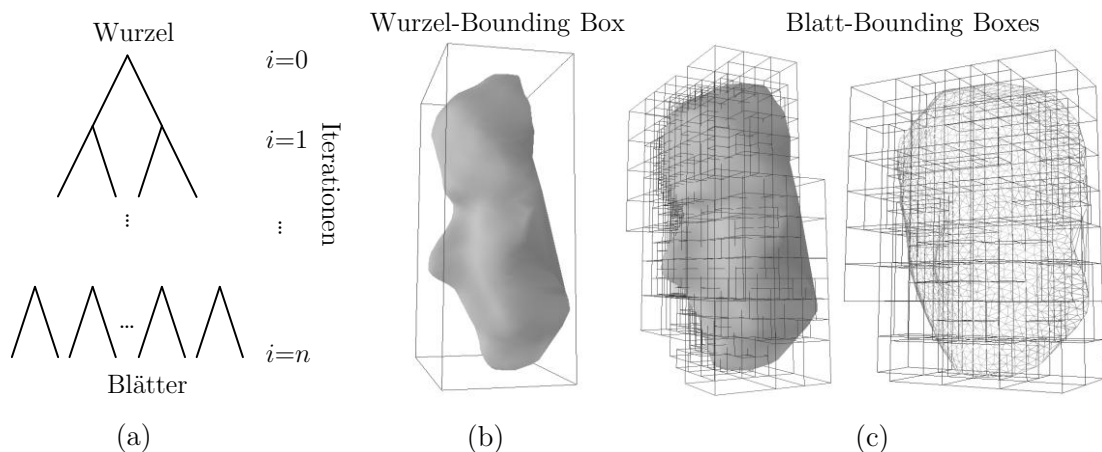 Wurzel
i=0
i=1
⋮
⋮
i=n
Iterationen
...
Blätter
(a)
Wurzel-Bounding Box
(b)
Blatt-Bounding Boxes
(c)